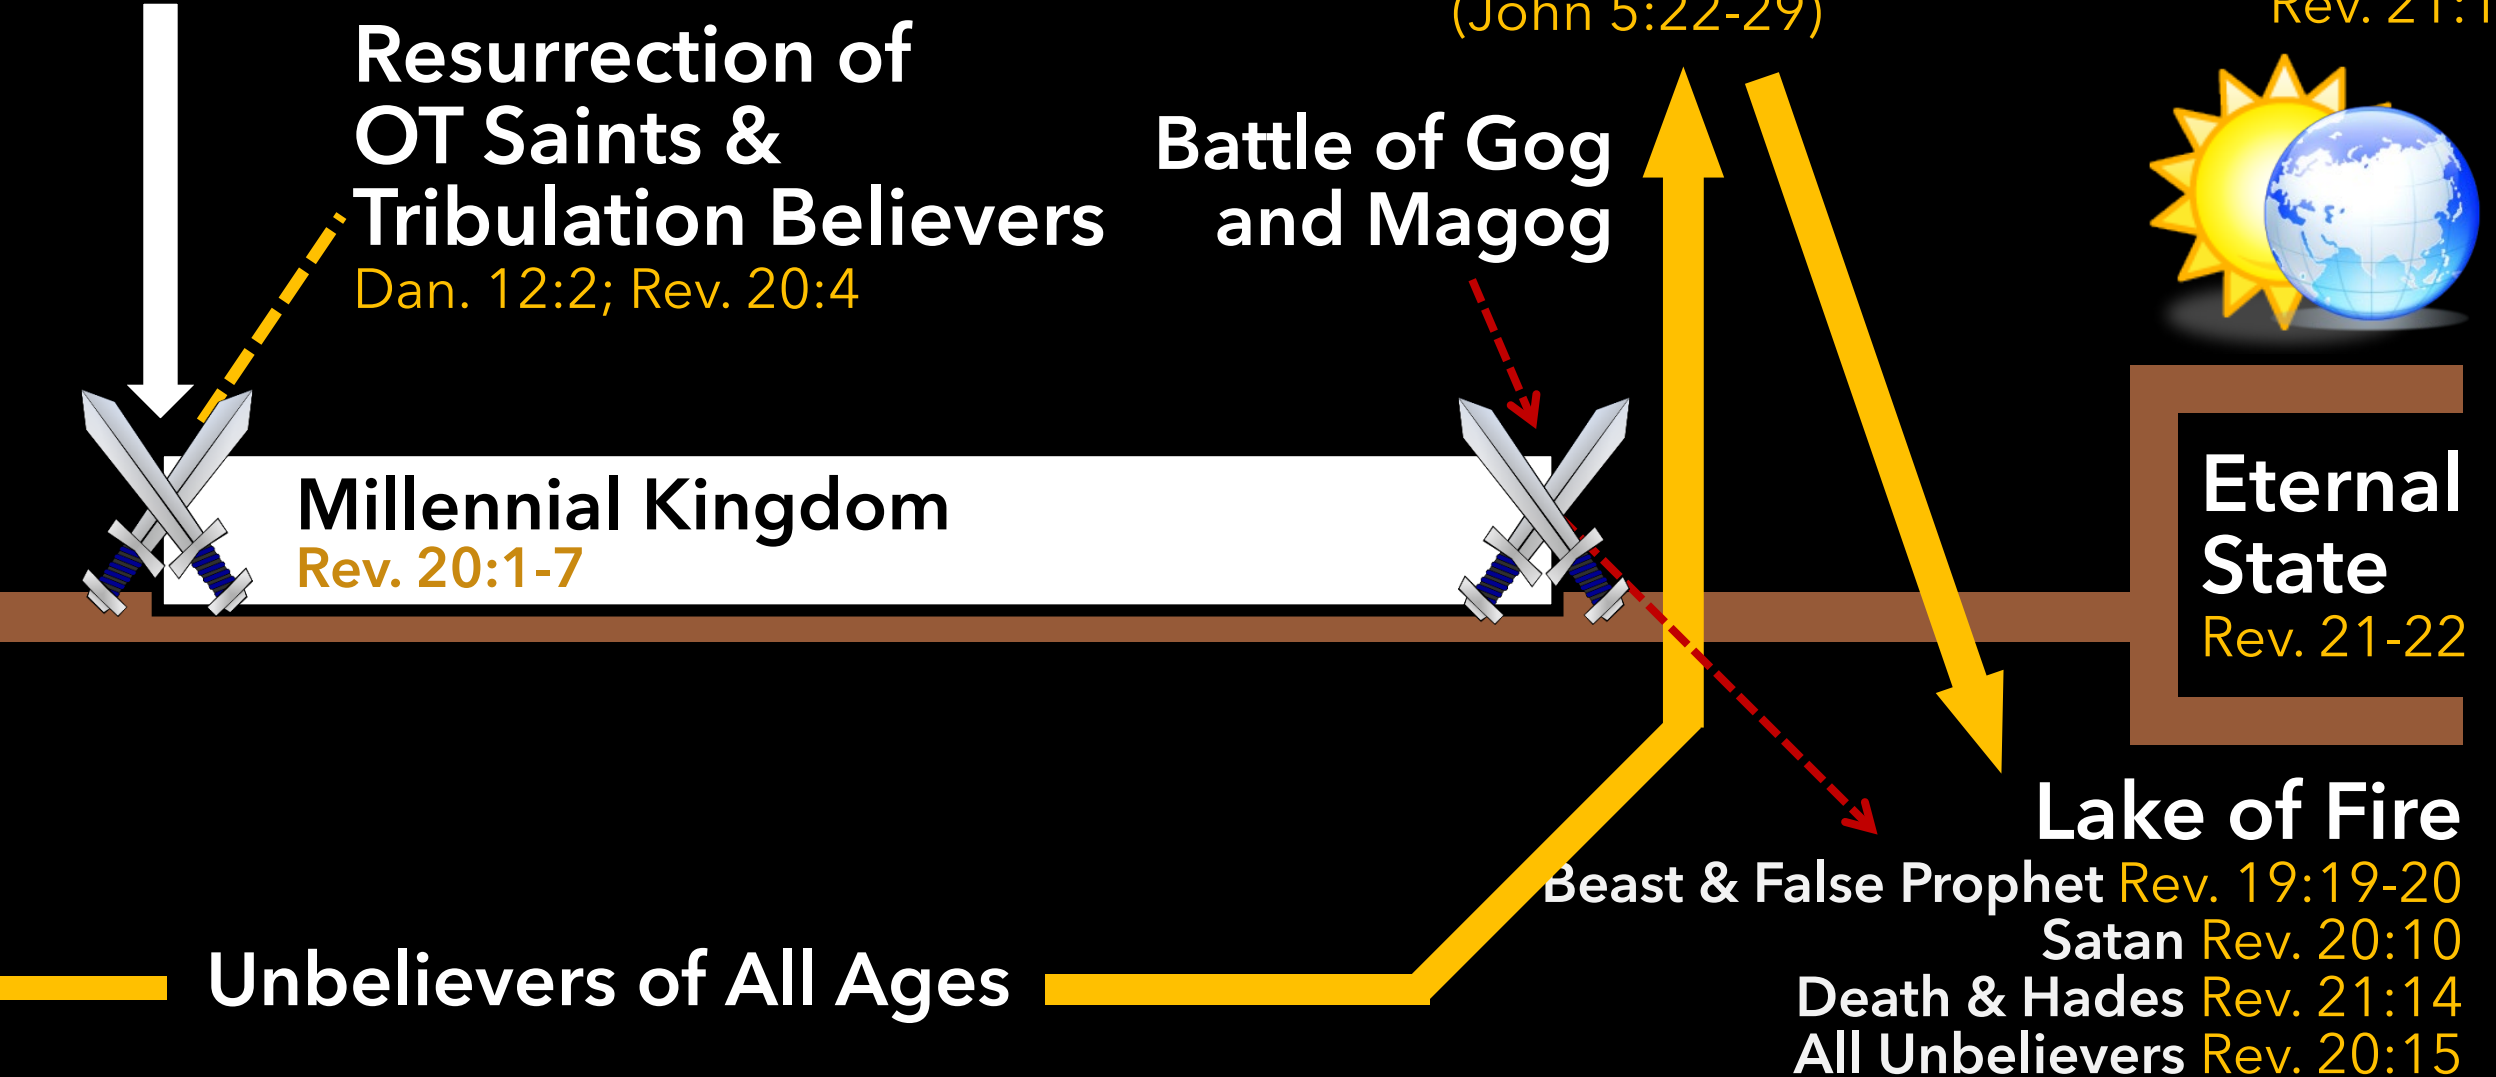 (John 5:22-29)
Rev. 21:1
Resurrection of
OT Saints &
Tribulation Believers
Dan. 12:2; Rev. 20:4
Battle of Gog
and Magog
Millennial Kingdom
Rev. 20:1-7
Eternal
State
Rev. 21-22
Lake of Fire
Beast & False Prophet Rev. 19:19-20
Satan Rev. 20:10
Death & Hades Rev. 21:14
All Unbelievers Rev. 20:15
Unbelievers of All Ages